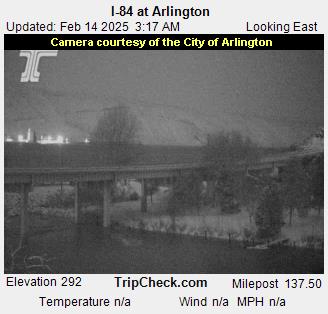 I-84 at Arlington
Updated: Feb 14 2025 3:17 AM Looking East
Camera courtesy of the City of Arlington
Elevation 292 TripCheck.com Milepost 137.50
Temperature n/a Wind n/a MPH n/a